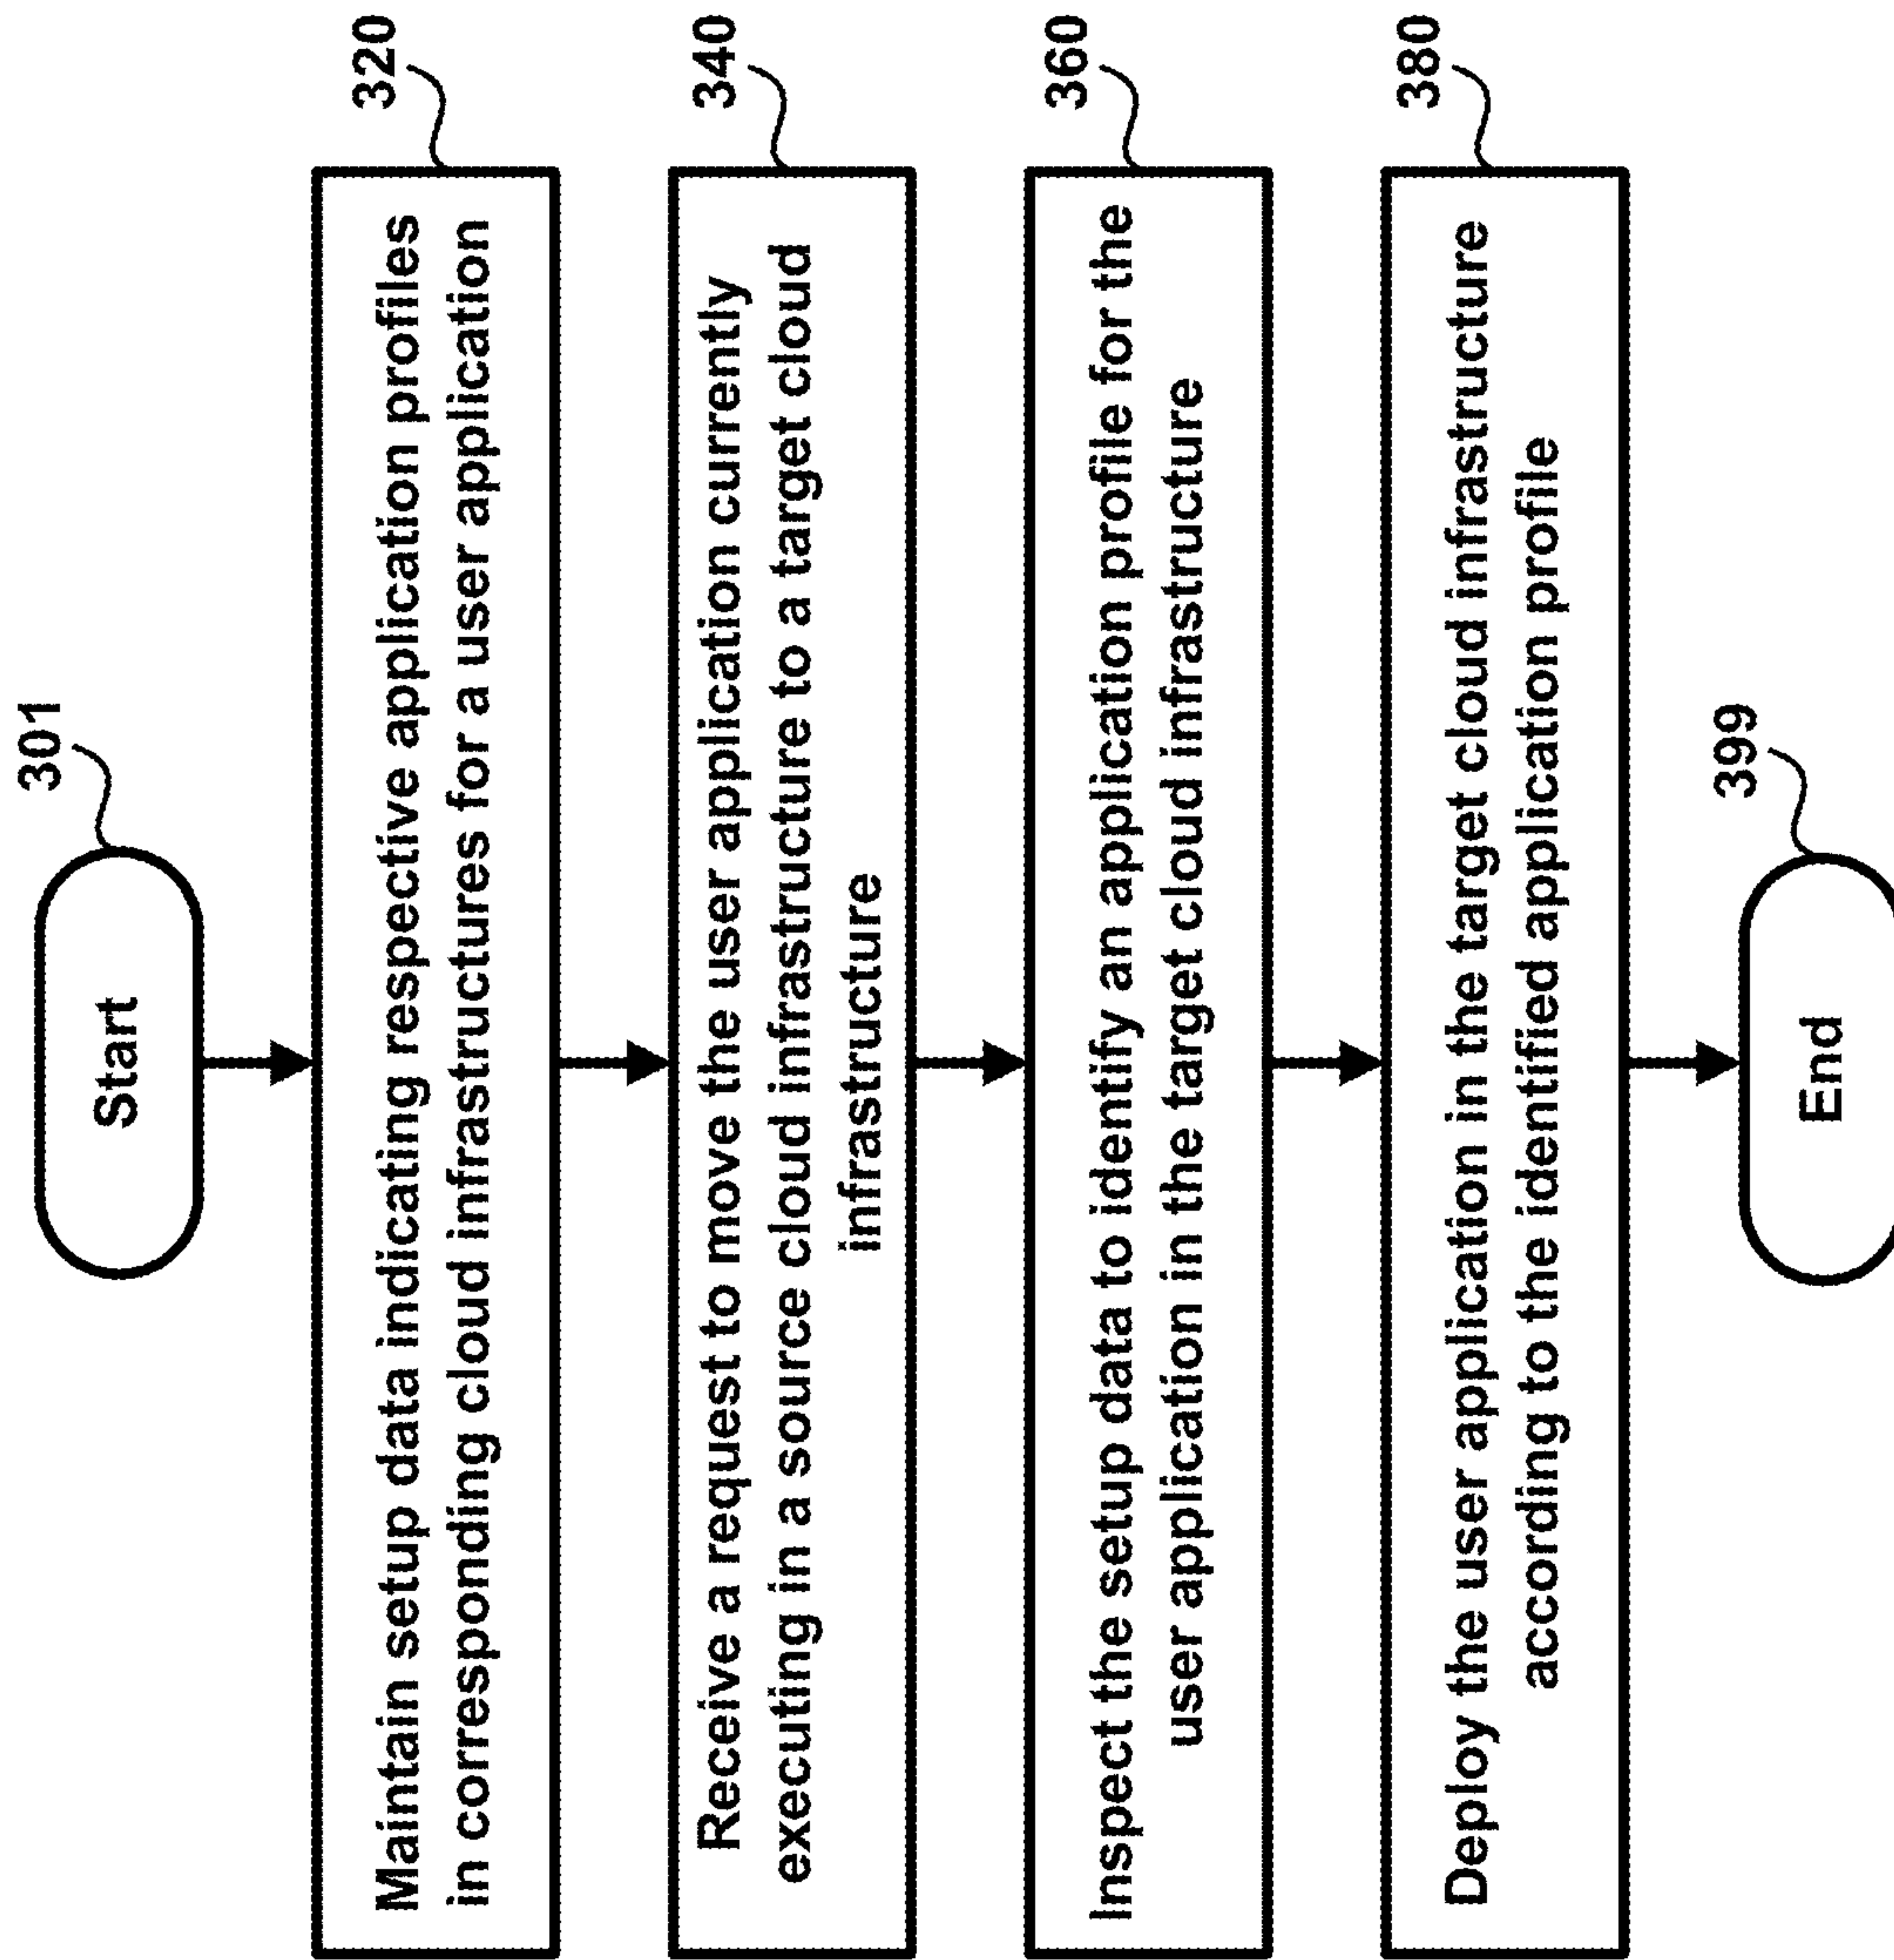 301
Start
320
Maintain setup data indicating respective application profiles
in corresponding cloud infrastructures for a user application
340
Receive a request to move the user application currently
executing in a source cloud infrastructure to a target cloud
infrastructure
360
Inspect the setup data to identify an application profile for the
user application in the target cloud infrastructure
380
Deploy the user application in the target cloud infrastructure
according to the identified application profile
399
End